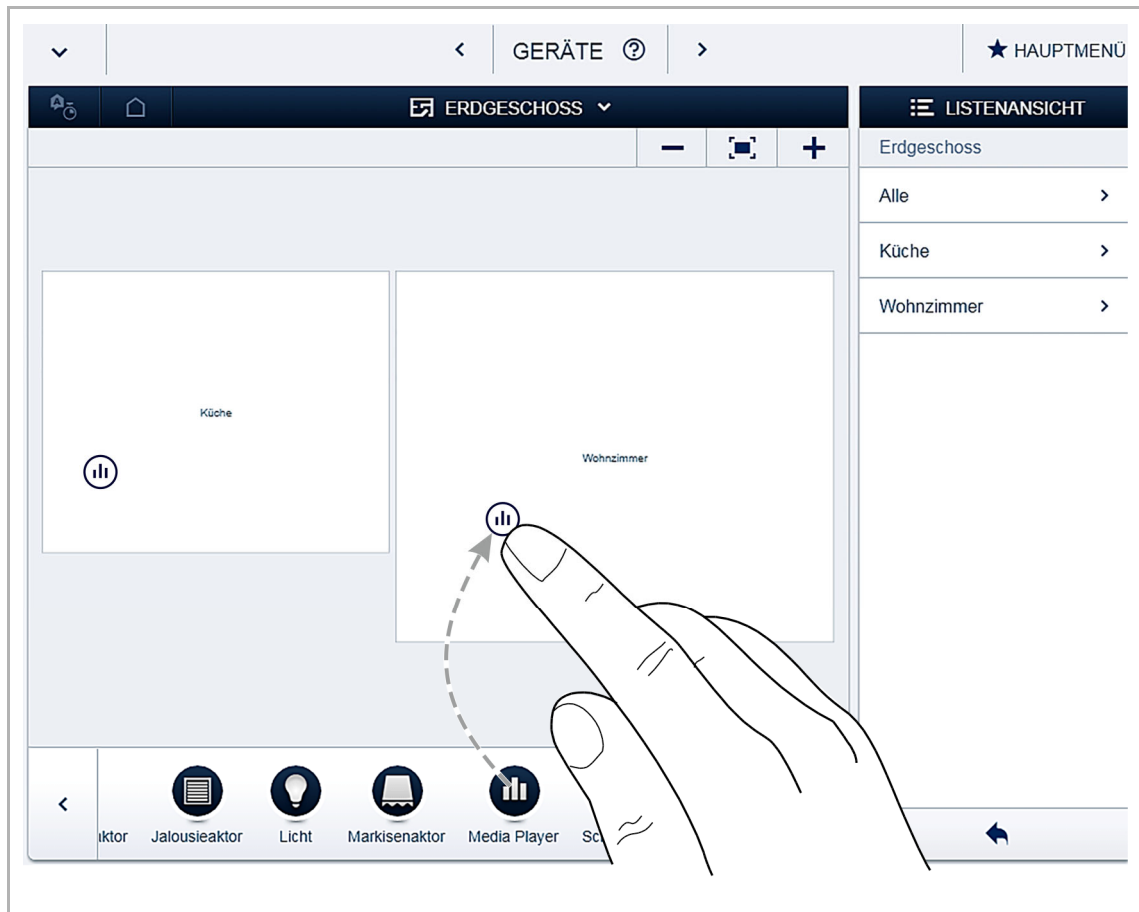 GERÄTE
HAUPTMENÜ
ERDGESCHOSS
LISTENANSICHT
Erdgeschoss
Alle
Küche
Wohnzimmer
Küche
Wohnzimmer
Jalousieaktor Licht Markisenaktor Media Player